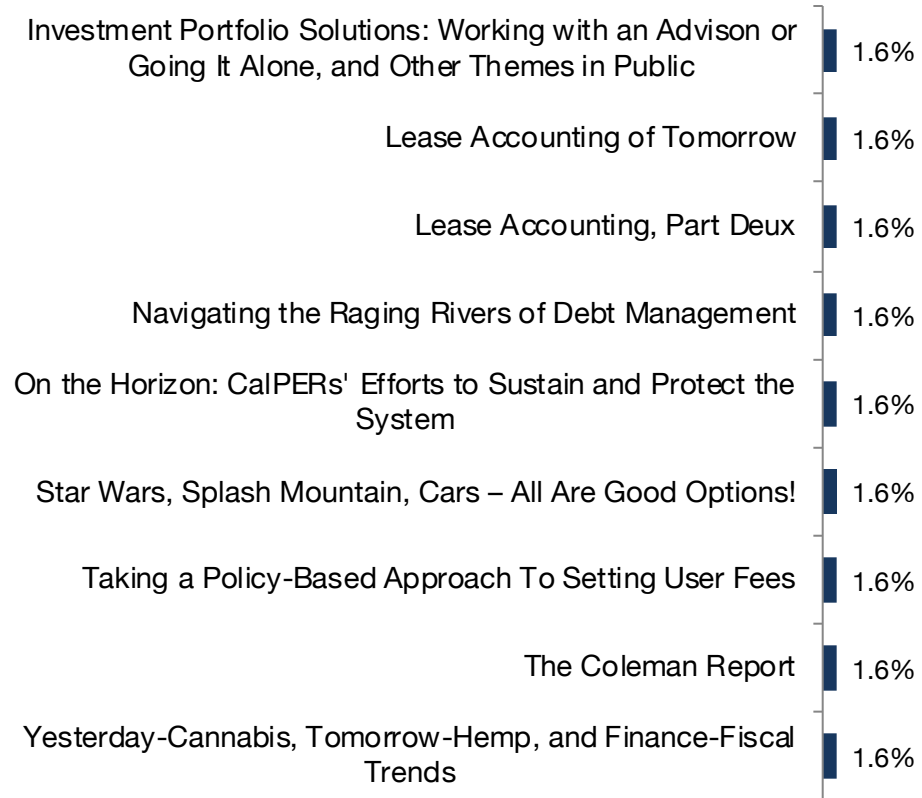 Investment Portfolio Solutions: Working with an Advison or
Going It Alone, and Other Themes in Public
1.6%
Lease Accounting of Tomorrow
1.6%
Lease Accounting, Part Deux
1.6%
Navigating the Raging Rivers of Debt Management
1.6%
On the Horizon: CalPERs' Efforts to Sustain and Protect the
System
1.6%
Star Wars, Splash Mountain, Cars – All Are Good Options!
1.6%
Taking a Policy-Based Approach To Setting User Fees
1.6%
The Coleman Report
1.6%
Yesterday-Cannabis, Tomorrow-Hemp, and Finance-Fiscal
Trends
1.6%